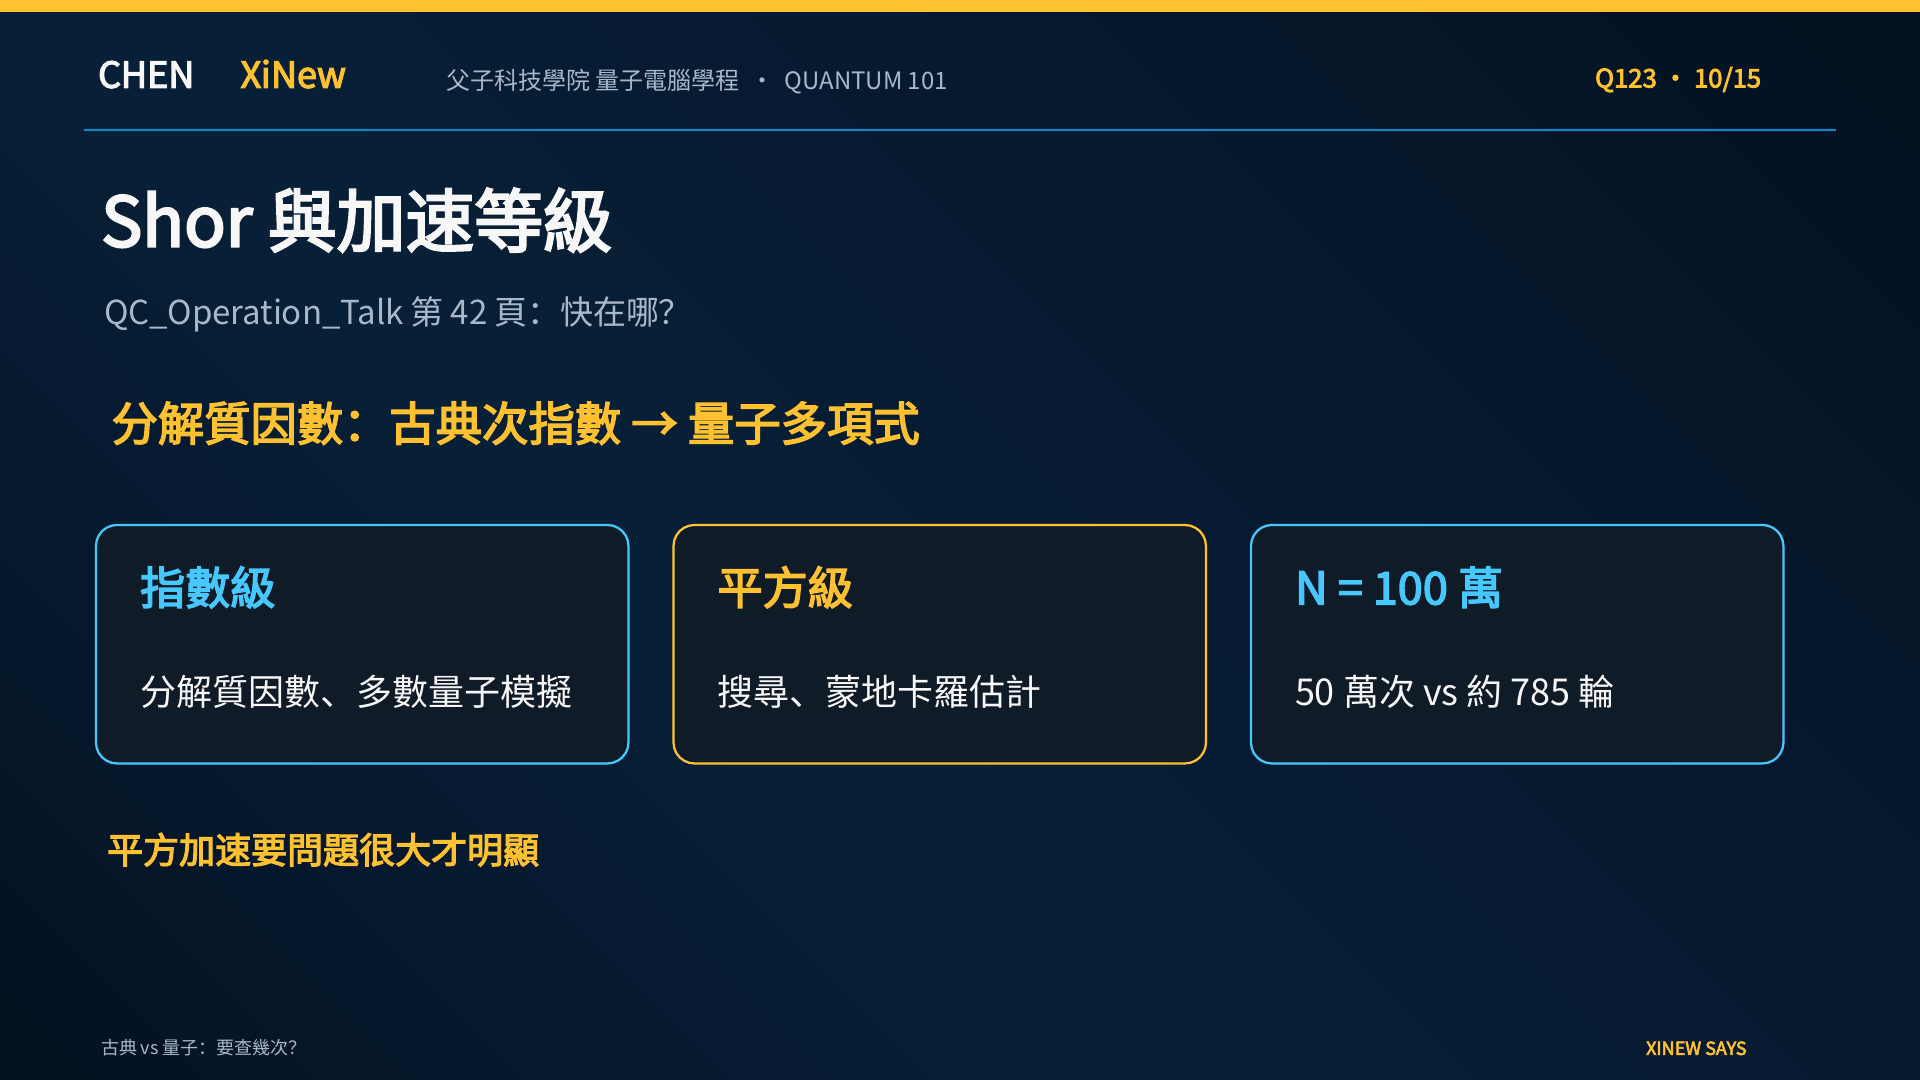 CHEN XiNew 父子科技學院 量子電腦學程 • QUANTUM 101 Q123 • 10/15
Shor 與加速等級
QC_Operation_Talk 第 42 頁：快在哪？
分解質因數：古典次指數 → 量子多項式
指數級
分解質因數、多數量子模擬
平方級
搜尋、蒙地卡羅估計
N = 100 萬
50 萬次 vs 約 785 輪
平方加速要問題很大才明顯
古典 vs 量子：要查幾次？
XINEW SAYS